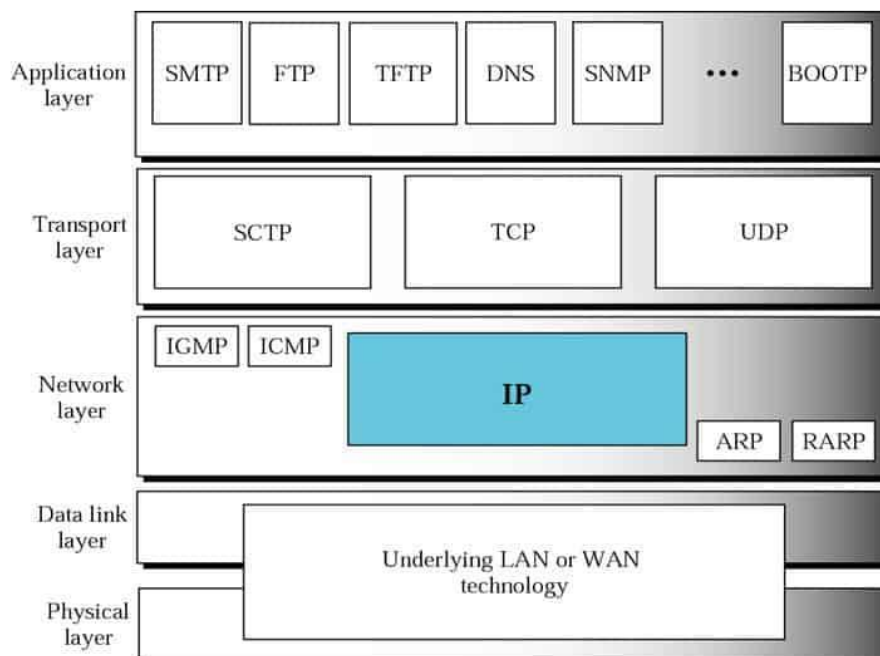 Application
layer
SMTP
FTP
TFTP
DNS
SNMP
•••
BOOTP
Transport
layer
SCTP
TCP
UDP
Network
layer
IGMP
ICMP
IP
ARP
RARP
Data link
layer
Underlying LAN or WAN
technology
Physical
layer